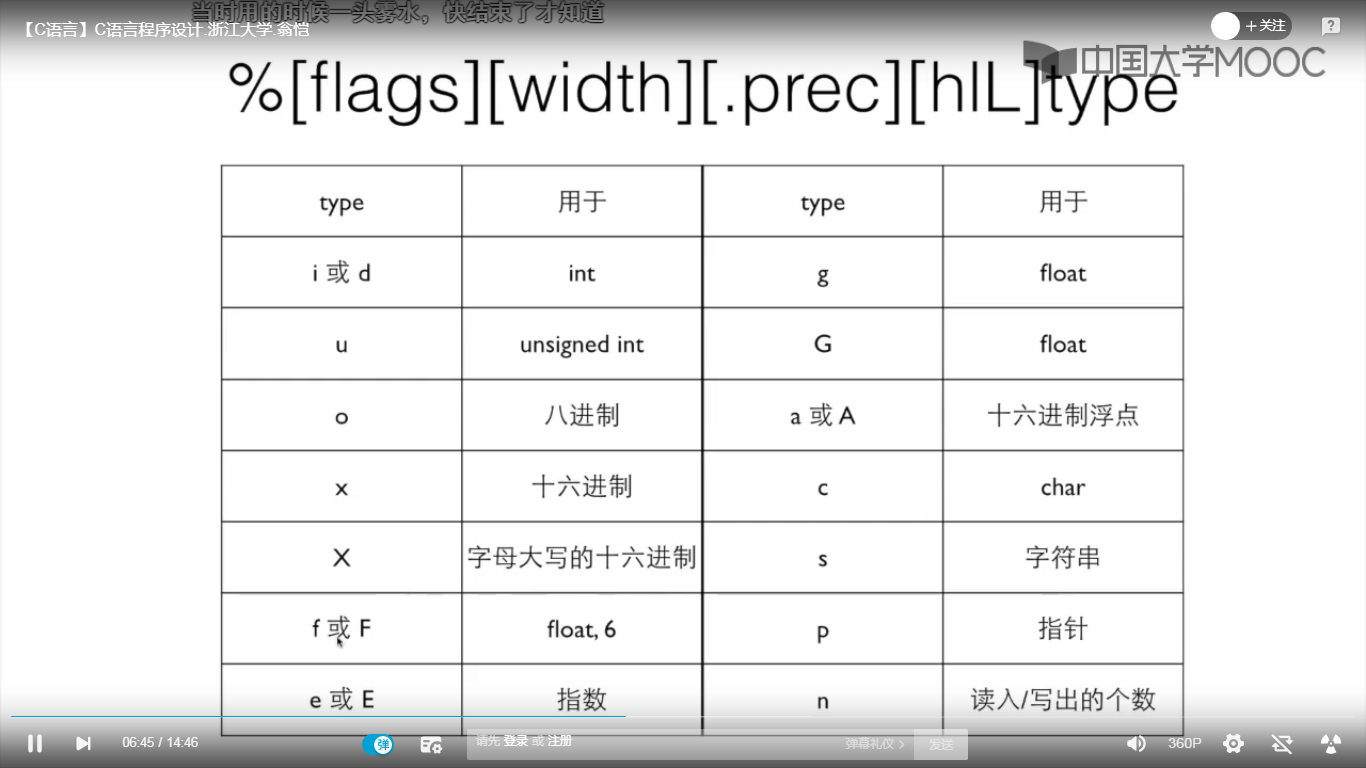 当时用的时候一头雾水，快结束了才知道
【C语言】C语言程序设计.浙江大学.翁恺
+关注
?
中国大学MOOC
%[flags][width][.prec][hlL]type
type 用于 type 用于
i 或 d int g float
u unsigned int G float
o 八进制 a 或 A 十六进制浮点
x 十六进制 c char
X 字母大写的十六进制 s 字符串
f 或 F float, 6 p 指针
e 或 E 指数 n 读入/写出的个数
06:45 / 14:46 弹 请先 登录 或 注册 弹幕礼仪 > 发送 360P